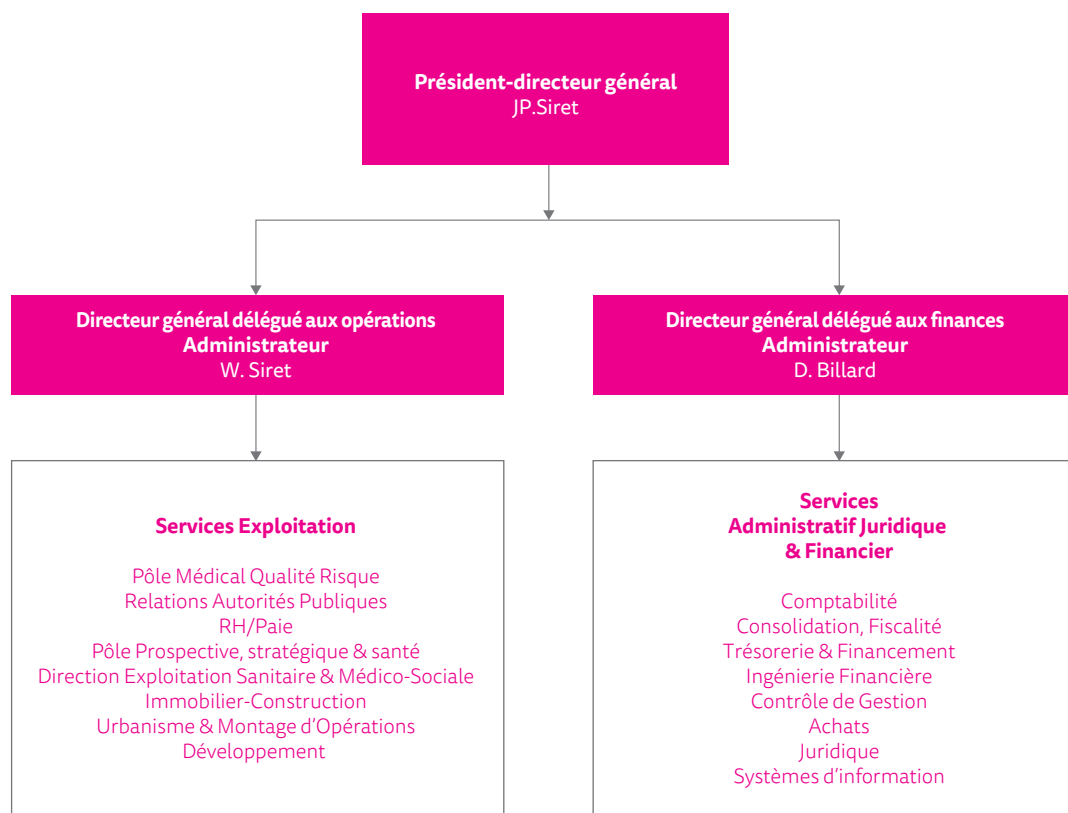 Président-directeur général
JP.Siret
Directeur général délégué aux opérations
Administrateur
W. Siret
Directeur général délégué aux finances
Administrateur
D. Billard
Services Exploitation
Pôle Médical Qualité Risque
Relations Autorités Publiques
RH/Paie
Pôle Prospective, stratégique & santé
Direction Exploitation Sanitaire & Médico-Sociale
Immobilier-Construction
Urbanisme & Montage d'Opérations
Développement
Services
Administratif Juridique
& Financier
Comptabilité
Consolidation, Fiscalité
Trésorerie & Financement
Ingénierie Financière
Contrôle de Gestion
Achats
Juridique
Systèmes d'information